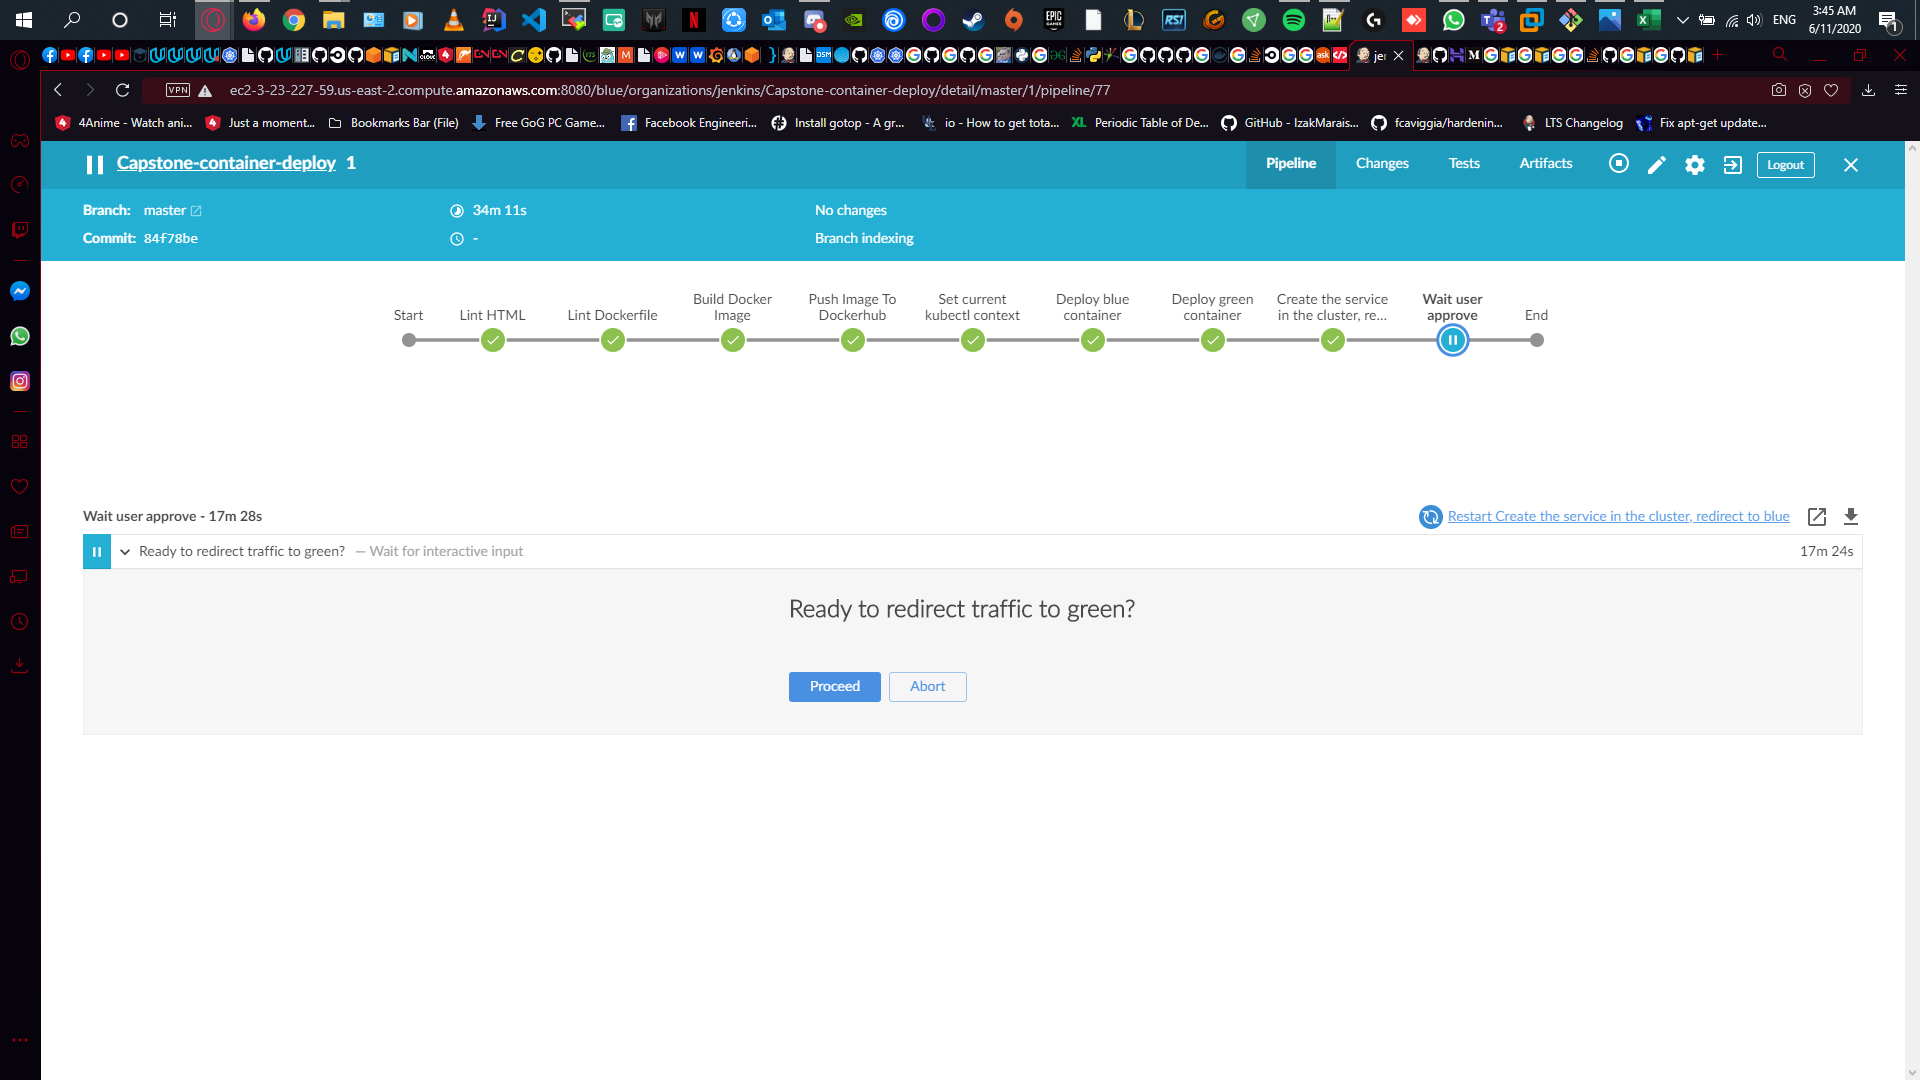 ENG
3:45 AM
6/11/2020
je
VPN
ec2-3-23-227-59.us-east-2.compute.amazonaws.com:8080/blue/organizations/jenkins/Capstone-container-deploy/detail/master/1/pipeline/77
4Anime - Watch ani...
Just a moment...
Bookmarks Bar (File)
Free GoG PC Game...
Facebook Engineeri...
Install gotop - A gr...
io - How to get tota...
Periodic Table of De...
GitHub - IzakMarais...
fcaviggia/hardenin...
LTS Changelog
Fix apt-get update...
Capstone-container-deploy 1
Pipeline
Changes
Tests
Artifacts
Logout
Branch: master
34m 11s
No changes
Commit: 84f78be
-
Branch indexing
Start
Lint HTML
Lint Dockerfile
Build Docker
Image
Push Image To
Dockerhub
Set current
kubectl context
Deploy blue
container
Deploy green
container
Create the service
in the cluster, re...
Wait user
approve
End
Wait user approve - 17m 28s
Restart Create the service in the cluster, redirect to blue
Ready to redirect traffic to green? — Wait for interactive input
17m 24s
Ready to redirect traffic to green?
Proceed
Abort